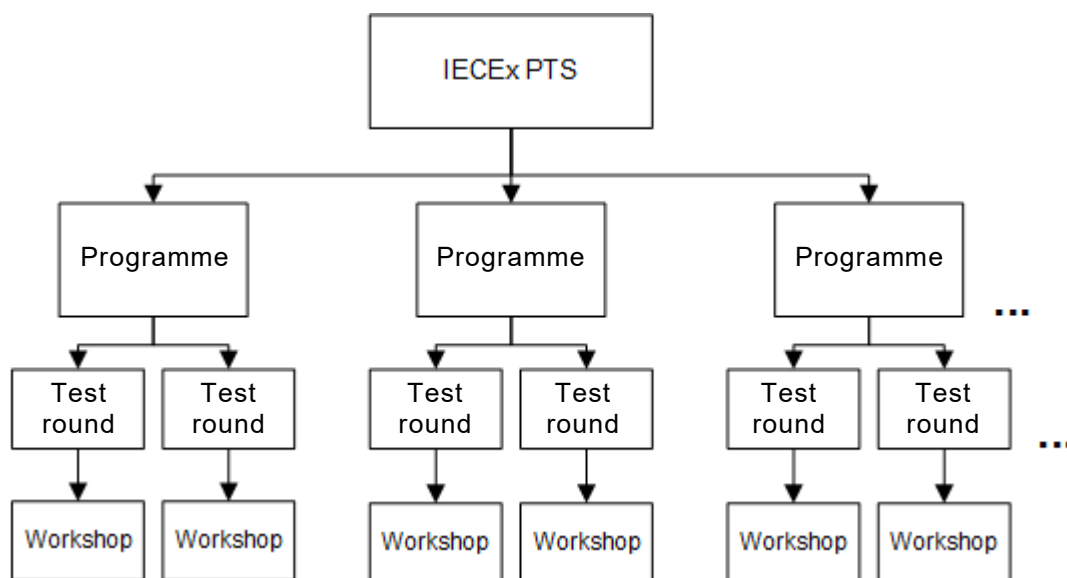 IECEx PTS
Programme
Programme
Programme
...
Test
round
Test
round
Test
round
Test
round
Test
round
Test
round
...
Workshop
Workshop
Workshop
Workshop
Workshop
Workshop